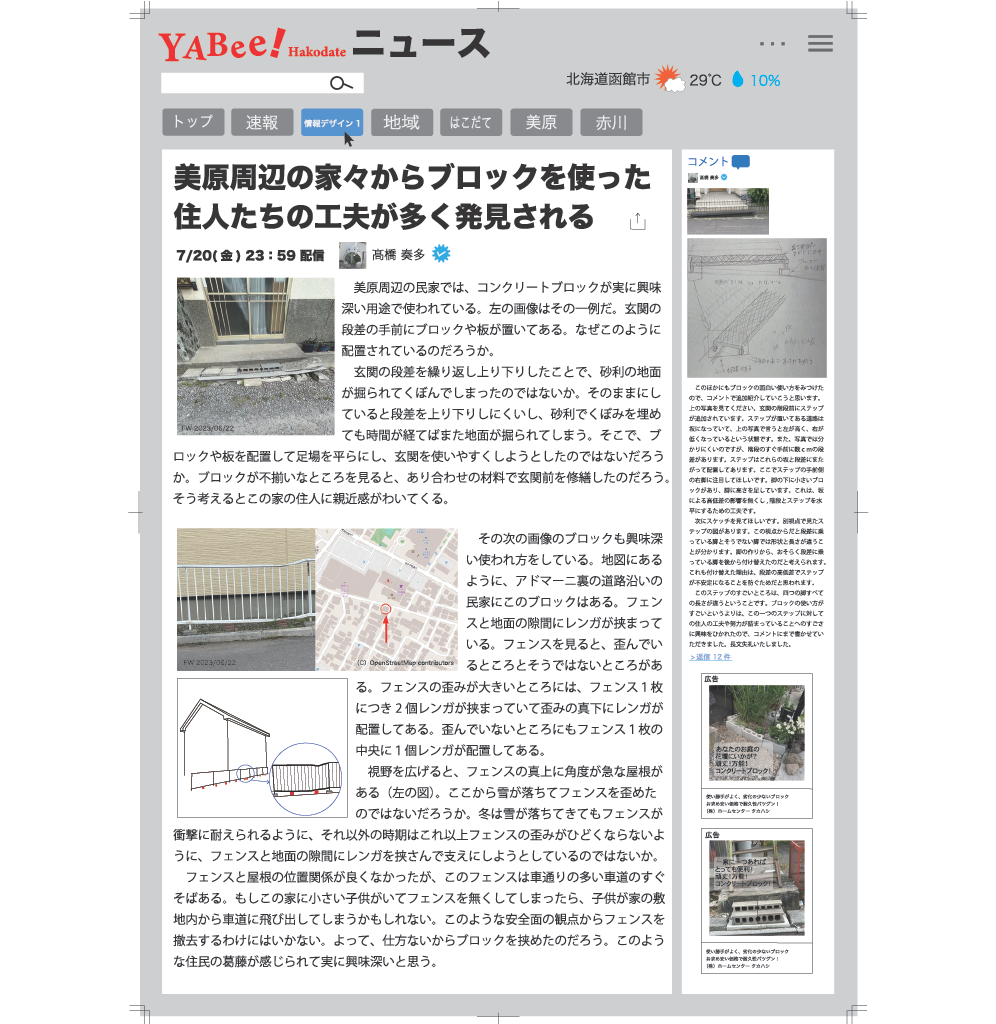 YABee! Hakodate ニュース
北海道函館市 29℃ 10%
トップ 速報 情報デザイン1 地域 はこだて 美原 赤川
美原周辺の家々からブロックを使った
住人たちの工夫が多く発見される
7/20(金) 23：59 配信 髙橋 奏多
美原周辺の民家では、コンクリートブロックが実に興味
深い用途で使われている。左の画像はその一例だ。玄関の
段差の手前にブロックや板が置いてある。なぜこのように
配置されているのだろうか。
玄関の段差を繰り返し上り下りしたことで、砂利の地面
が掘られてくぼんでしまったのではないか。そのままにし
ていると段差を上り下りしにくいし、砂利でくぼみを埋め
ても時間が経てばまた地面が掘られてしまう。そこで、ブ
ロックや板を配置して足場を平らにし、玄関を使いやすくしようとしたのではないだろう
か。ブロックが不揃いなところを見ると、あり合わせの材料で玄関前を修繕したのだろう。
そう考えるとこの家の住人に親近感がわいてくる。
FW 2023/06/22
その次の画像のブロックも興味深
い使われ方をしている。地図にある
ように、アドマーニ裏の道路沿いの
民家にこのブロックはある。フェン
スと地面の隙間にレンガが挟まって
いる。フェンスを見ると、歪んでい
るところとそうではないところがあ
る。フェンスの歪みが大きいところには、フェンス１枚
につき２個レンガが挟まっていて歪みの真下にレンガが
配置してある。歪んでいないところにもフェンス１枚の
中央に１個レンガが配置してある。
視野を広げると、フェンスの真上に角度が急な屋根が
ある（左の図）。ここから雪が落ちてフェンスを歪めた
のではないだろうか。冬は雪が落ちてきてもフェンスが
衝撃に耐えられるように、それ以外の時期はこれ以上フェンスの歪みがひどくならないよ
うに、フェンスと地面の隙間にレンガを挟さんで支えにしようとしているのではないか。
フェンスと屋根の位置関係が良くなかったが、このフェンスは車通りの多い車道のすぐ
そばある。もしこの家に小さい子供がいてフェンスを無くしてしまったら、子供が家の敷
地内から車道に飛び出してしまうかもしれない。このような安全面の観点からフェンスを
撤去するわけにはいかない。よって、仕方ないからブロックを挟めたのだろう。このよう
な住民の葛藤が感じられて実に興味深いと思う。
FW 2023/06/22
(C) OpenStreetMap contributors
コメント
髙橋 奏多
このほかにもブロックの面白い使い方をみつけた
ので、コメントで追加紹介していこうと思います。
上の写真を見てください。玄関の階段前にステップ
が追加されています。ステップが置いてある道路は
坂になっていて、上の写真で言うと左が高く、右が
低くなっているという状態です。また、写真では分
かりにくいのですが、階段のすぐ手前に数ｃｍの段
差があります。ステップはこれらの坂と段差にまた
がって配置してあります。ここでステップの手前側
の右脚に注目してほしいです。脚の下に小さいブロ
ックがあり、脚に高さを足しています。これは、坂
による高低差の影響を無くし、階段とステップを水
平にするための工夫です。
次にスケッチを見てほしいです。別視点で見たス
テップの図があります。この視点からだと段差に乗
っている脚とそうでない脚では形状と長さが違うこ
とが分かります。脚の作りから、おそらく段差に乗
っている脚を後から付け替えたのだと考えられます。
これも付け替えた理由は、段差の高低差でステップ
が不安定になることを防ぐためだと思われます。
このステップのすごいところは、四つの脚すべて
の長さが違うということです。ブロックの使い方が
すごいというよりは、この一つのステップに対して
の住人の工夫や努力が詰まっていることへのすごさ
に興味をひかれたので、コメントにまで書かせてい
ただきました。長文失礼いたしました。
＞返信 12 件
広告
あなたのお庭の
花壇にいかが？
頑丈！万能！
コンクリートブロック！
使い勝手がよく、劣化の少ないブロック
お求めやすい価格で耐久性バツグン！
（株）ホームセンター タカハシ
広告
一家に一つあれば
とっても便利！
頑丈！万能！
コンクリートブロック！
使い勝手がよく、劣化の少ないブロック
お求めやすい価格で耐久性バツグン！
（株）ホームセンター タカハシ